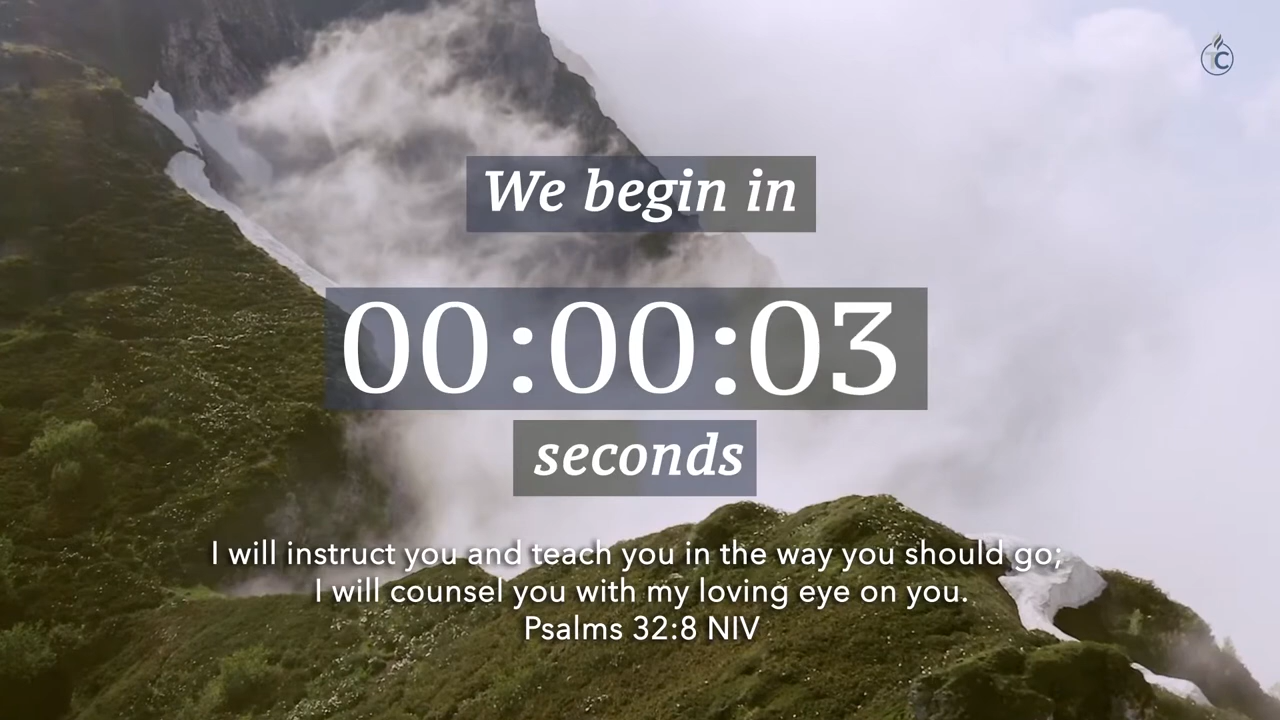 TC
We begin in
00:00:03
seconds
I will instruct you and teach you in the way you should go;
I will counsel you with my loving eye on you.
Psalms 32:8 NIV